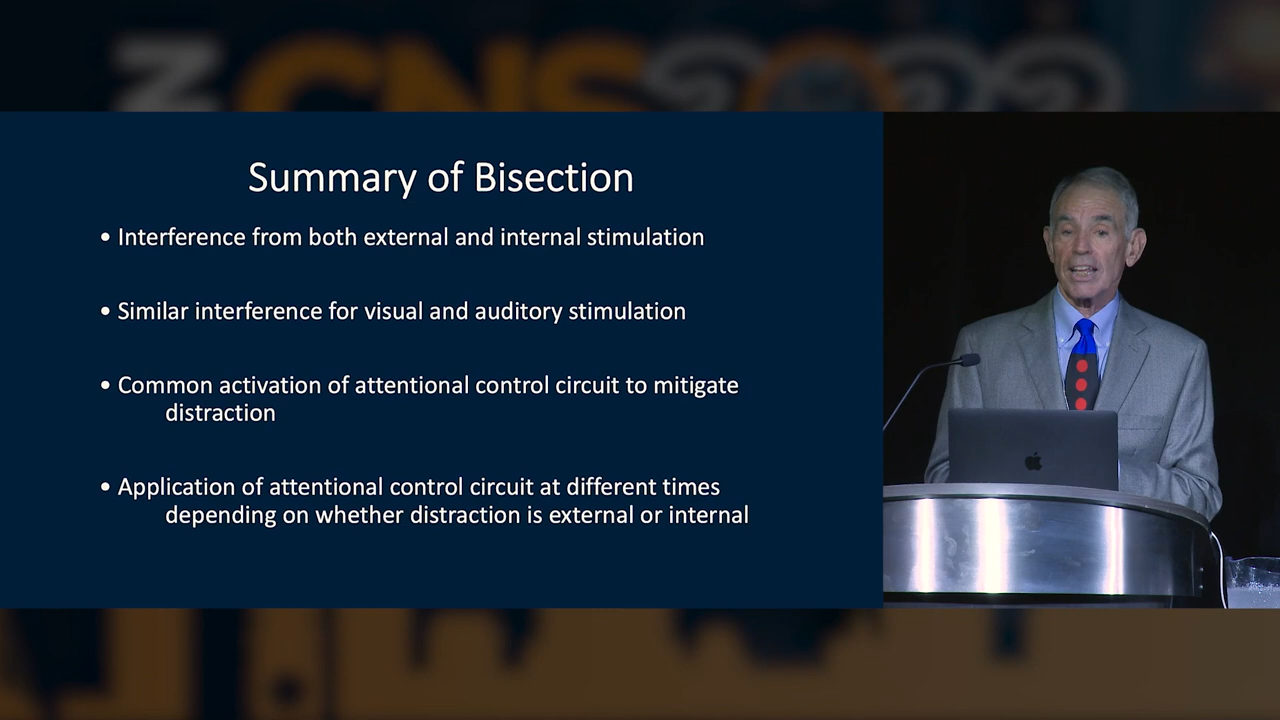 CNS 2022
Summary of Bisection
• Interference from both external and internal stimulation
• Similar interference for visual and auditory stimulation
• Common activation of attentional control circuit to mitigate
distraction
• Application of attentional control circuit at different times
depending on whether distraction is external or internal